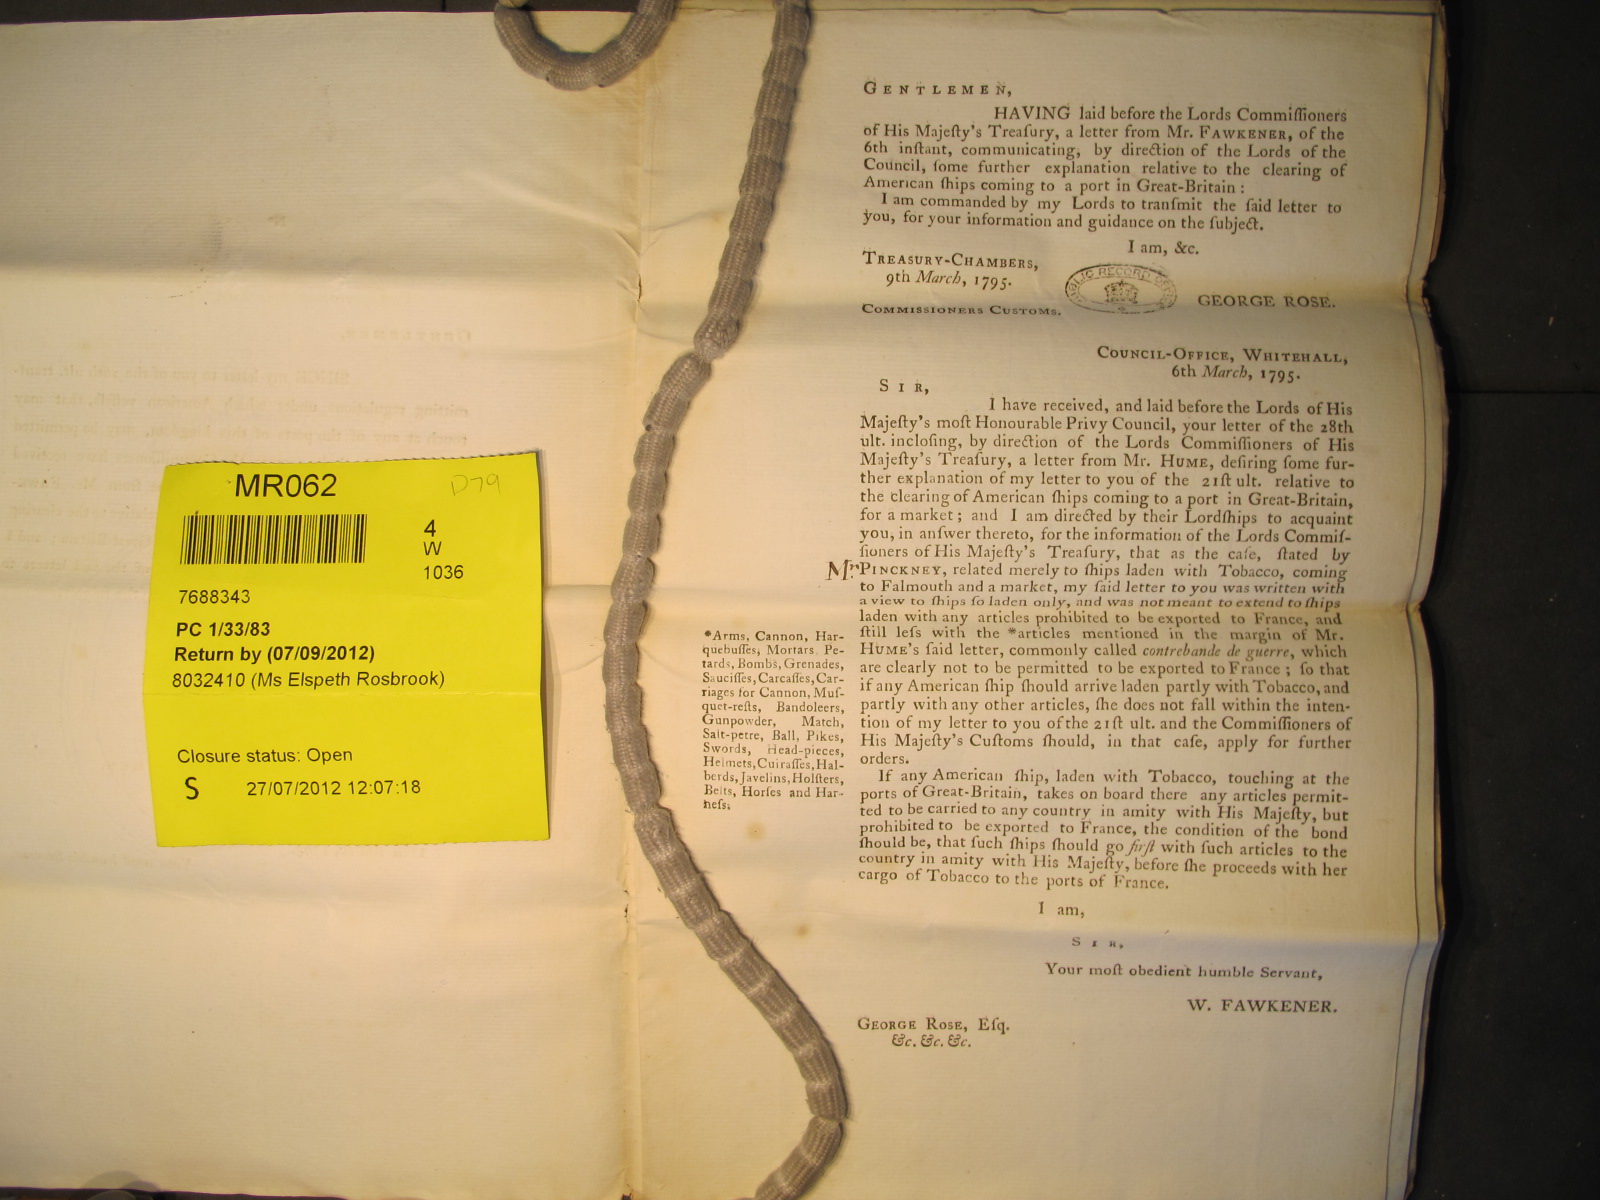 MR062
D79
4
W
1036
7688343
PC 1/33/83
Return by (07/09/2012)
8032410 (Ms Elspeth Rosbrook)
Closure status: Open
S 27/07/2012 12:07:18
GENTLEMEN,
HAVING laid before the Lords Commiſſioners
of His Majeſty's Treaſury, a letter from Mr. FAWKENER, of the
6th inſtant, communicating, by direction of the Lords of the
Council, ſome further explanation relative to the clearing of
American ſhips coming to a port in Great-Britain :
I am commanded by my Lords to tranſmit the ſaid letter to
you, for your information and guidance on the ſubject.
I am, &c.
TREASURY-CHAMBERS,
9th March, 1795.
PUBLIC RECORD OFFICE
GEORGE ROSE.
COMMISSIONERS CUSTOMS.
COUNCIL-OFFICE, WHITEHALL,
6th March, 1795.
SIR,
I have received, and laid before the Lords of His
Majeſty's moſt Honourable Privy Council, your letter of the 28th
ult. incloſing, by direction of the Lords Commiſſioners of His
Majeſty's Treaſury, a letter from Mr. HUME, deſiring ſome fur-
ther explanation of my letter to you of the 21ſt ult. relative to
the clearing of American ſhips coming to a port in Great-Britain,
for a market ; and I am directed by their Lordſhips to acquaint
you, in anſwer thereto, for the information of the Lords Commiſ-
ſioners of His Majeſty's Treaſury, that as the caſe, ſtated by
Mr. PINCKNEY, related merely to ſhips laden with Tobacco, coming
to Falmouth and a market, my ſaid letter to you was written with
a view to ſhips ſo laden only, and was not meant to extend to ſhips
laden with any articles prohibited to be exported to France, and
ſtill leſs with the *articles mentioned in the margin of Mr.
HUME's ſaid letter, commonly called contrebande de guerre, which
are clearly not to be permitted to be exported to France ; ſo that
if any American ſhip ſhould arrive laden partly with Tobacco, and
partly with any other articles, ſhe does not fall within the inten-
tion of my letter to you of the 21ſt ult. and the Commiſſioners of
His Majeſty's Cuſtoms ſhould, in that caſe, apply for further
orders.
*Arms, Cannon, Har-
quebuſſes, Mortars, Pe-
tards, Bombs, Grenades,
Sauciſſes, Carcaſſes, Car-
riages for Cannon, Muſ-
quet-reſts, Bandoleers,
Gunpowder, Match,
Salt-petre, Ball, Pikes,
Swords, Head-pieces,
Helmets, Cuiraſſes, Hal-
berds, Javelins, Holſters,
Belts, Horſes and Har-
neſs.
If any American ſhip, laden with Tobacco, touching at the
ports of Great-Britain, takes on board there any articles permit-
ted to be carried to any country in amity with His Majeſty, but
prohibited to be exported to France, the condition of the bond
ſhould be, that ſuch ſhips ſhould go firſt with ſuch articles to the
country in amity with His Majeſty, before ſhe proceeds with her
cargo of Tobacco to the ports of France.
I am,
SIR,
Your moſt obedient humble Servant,
W. FAWKENER.
GEORGE ROSE, Eſq.
&c. &c. &c.